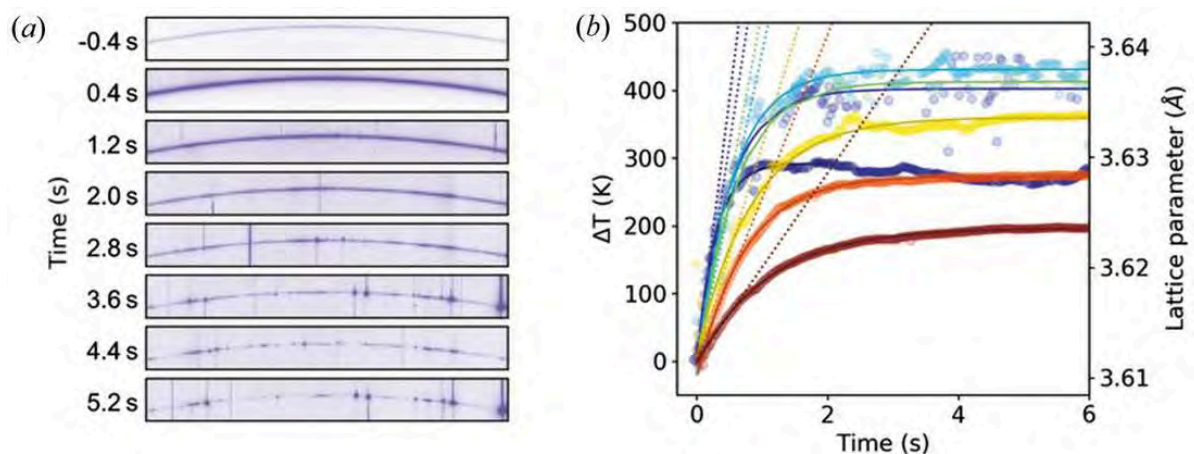 (a)
-0.4 s
0.4 s
1.2 s
2.0 s
2.8 s
3.6 s
4.4 s
5.2 s
Time (s)
(b)
500
400
300
200
100
0
ΔT (K)
0
2
4
6
Time (s)
3.64
3.63
3.62
3.61
Lattice parameter (Å)